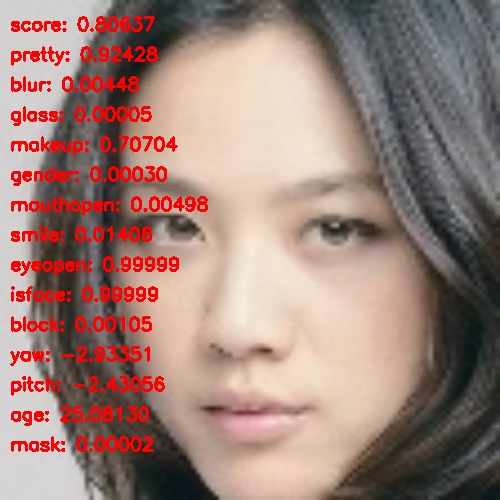 score: 0.80637
pretty: 0.92428
blur: 0.00448
glass: 0.00005
makeup: 0.70704
gender: 0.00030
mouthopen: 0.00498
smile: 0.01406
eyeopen: 0.99999
isface: 0.99999
block: 0.00105
yaw: -2.93351
pitch: -2.43056
age: 25.08130
mask: 0.00002